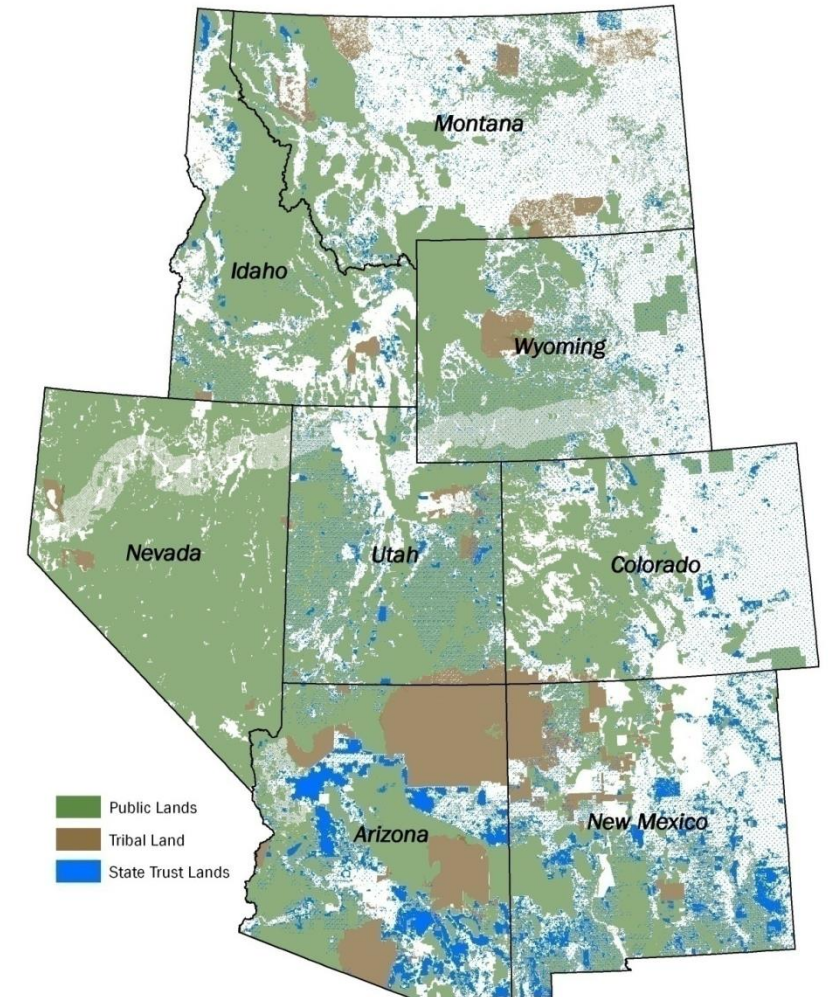 Montana
Idaho
Wyoming
Nevada
Utah
Colorado
Arizona
New Mexico
Public Lands
Tribal Land
State Trust Lands